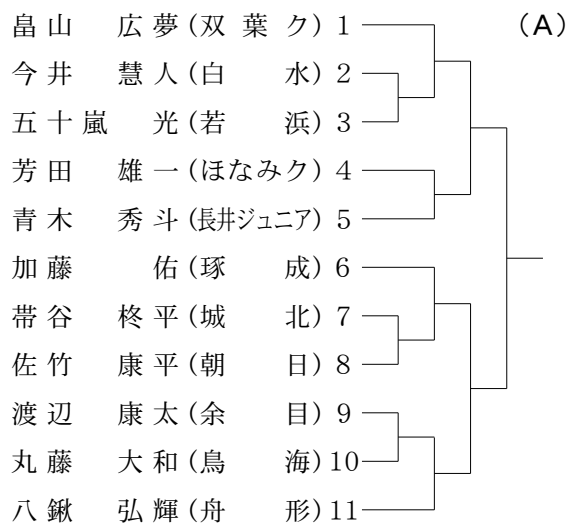 畠山　広夢(双葉ク) 1
(A)
今井　慧人(白　水) 2
五十嵐　光(若　浜) 3
芳田　雄一(ほなみク) 4
青木　秀斗(長井ジュニア) 5
加藤　佑(琢　成) 6
帯谷　柊平(城　北) 7
佐竹　康平(朝　日) 8
渡辺　康太(余　目) 9
丸藤　大和(鳥　海) 10
八鍬　弘輝(舟　形) 11